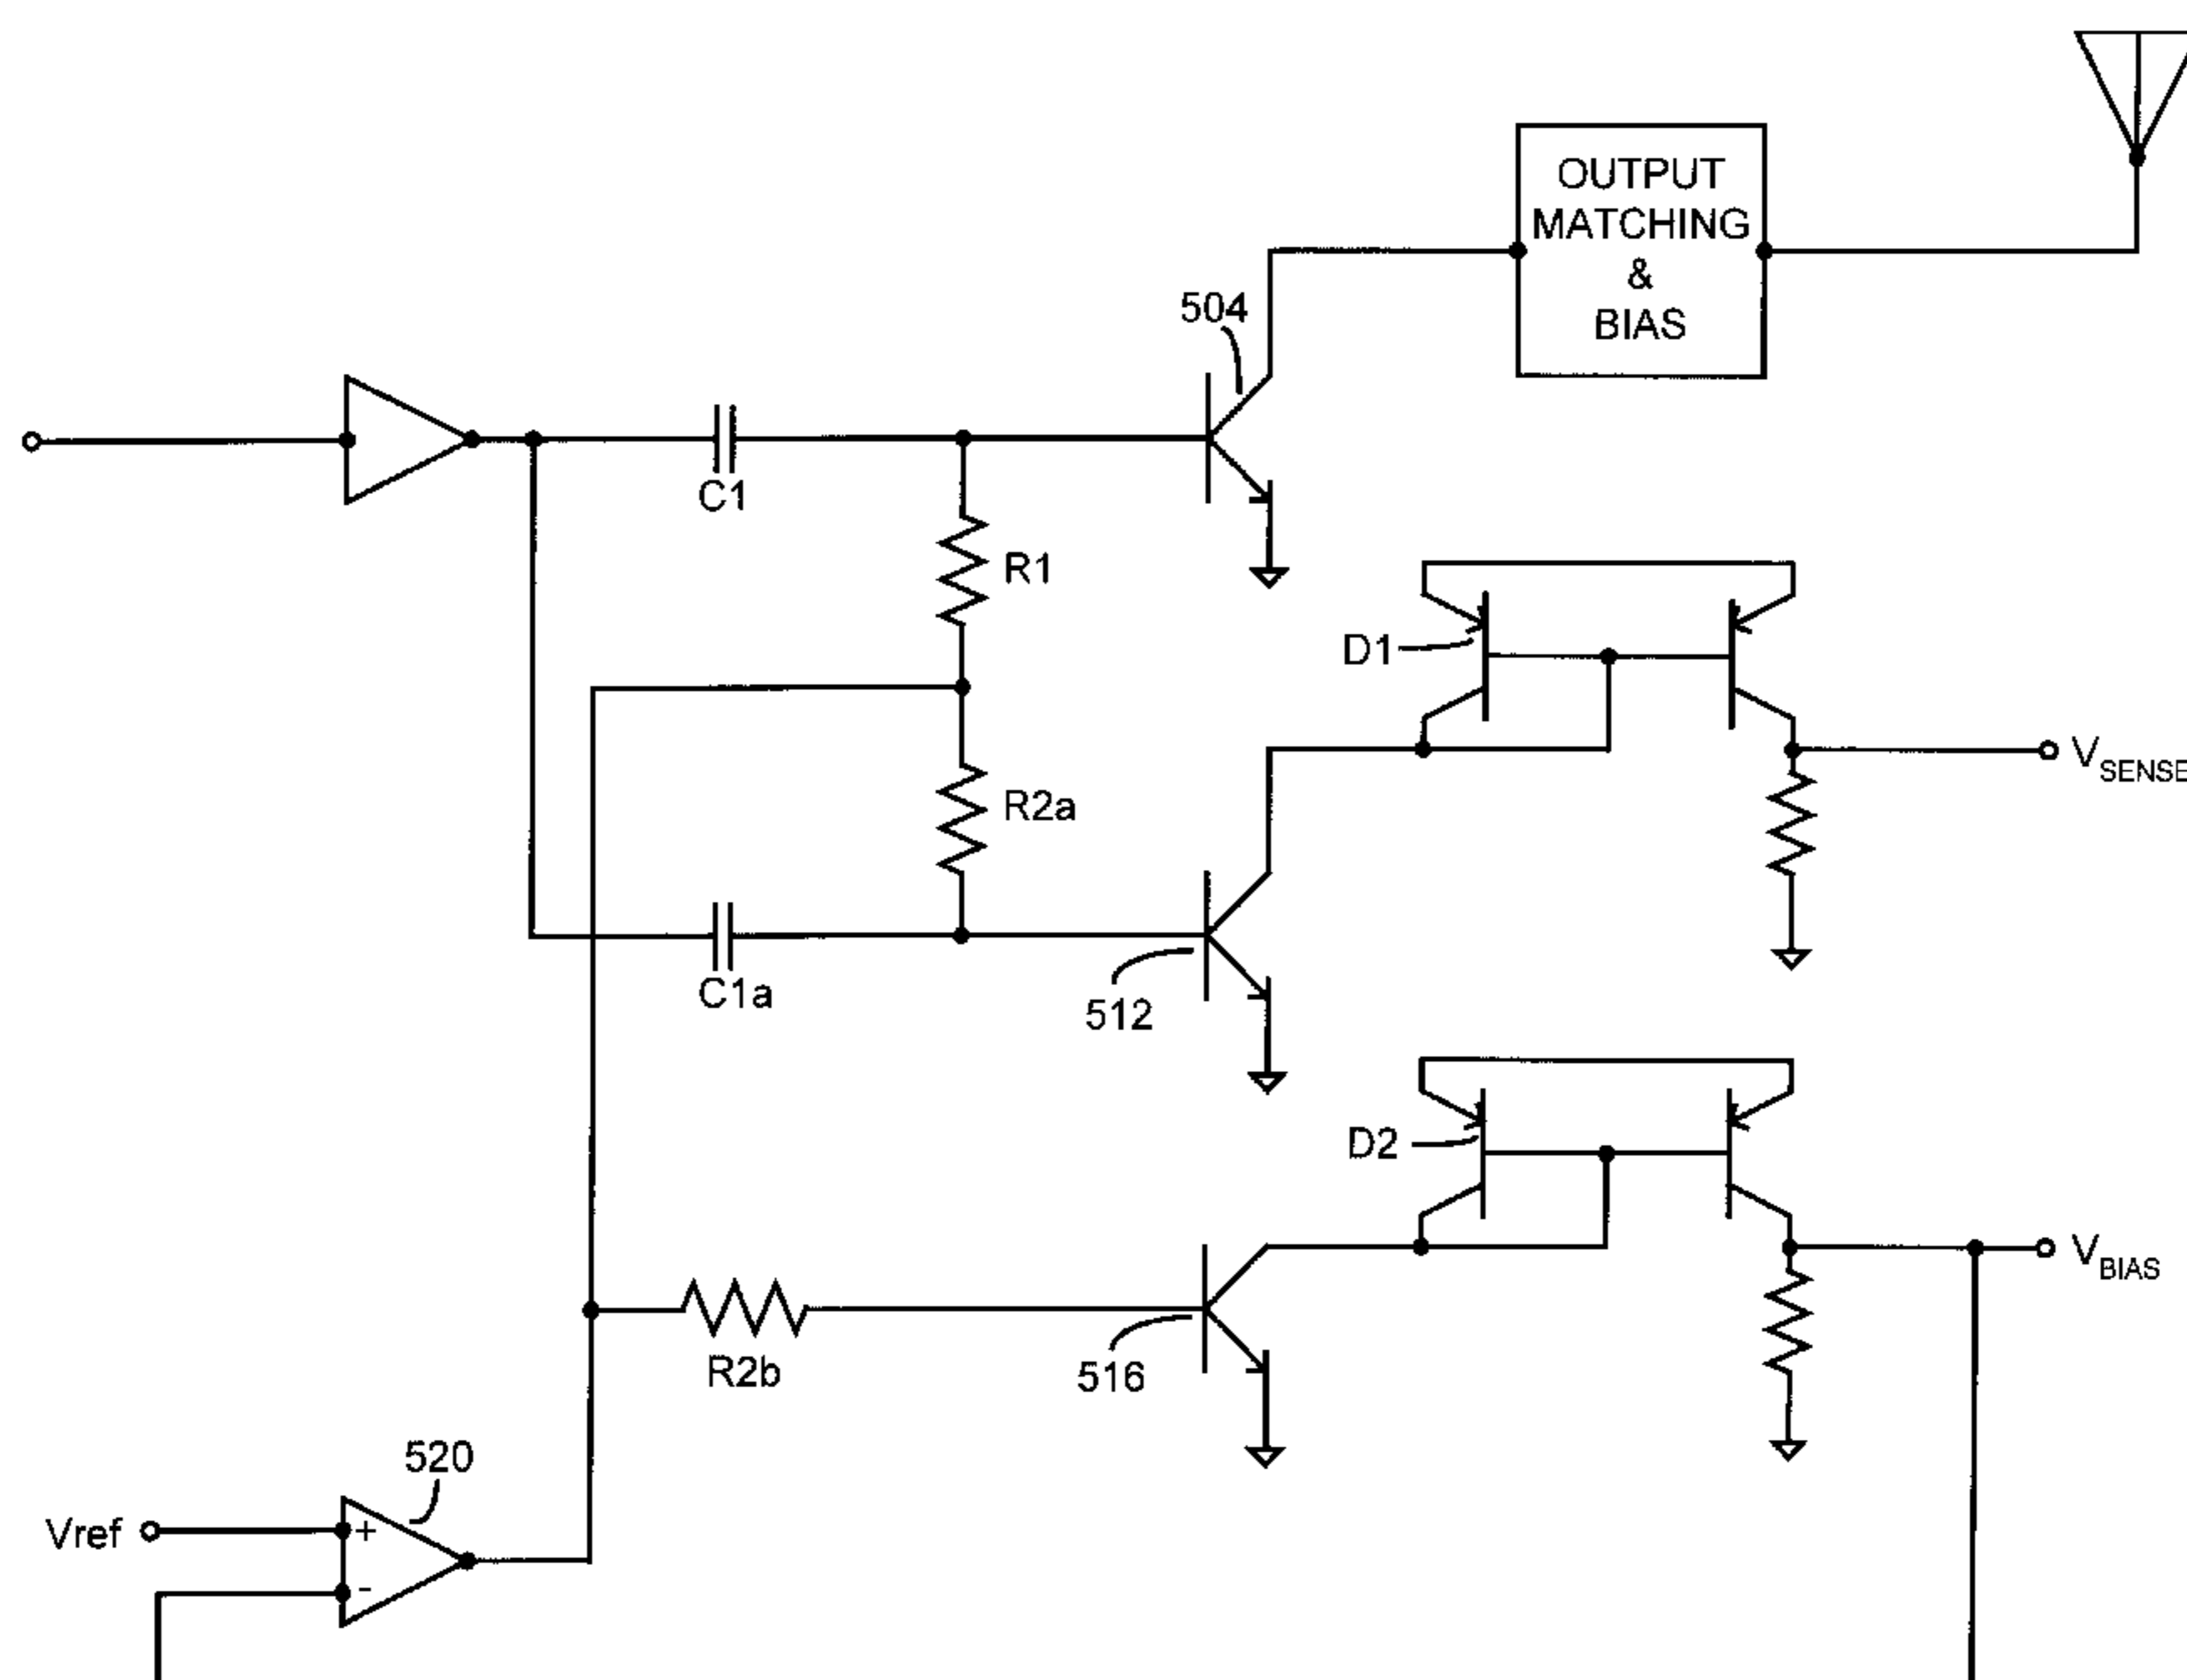 OUTPUT
MATCHING
&
BIAS
504
C1
R1
D1
VSENSE
R2a
C1a
512
D2
VBIAS
R2b
516
520
Vref
+
-